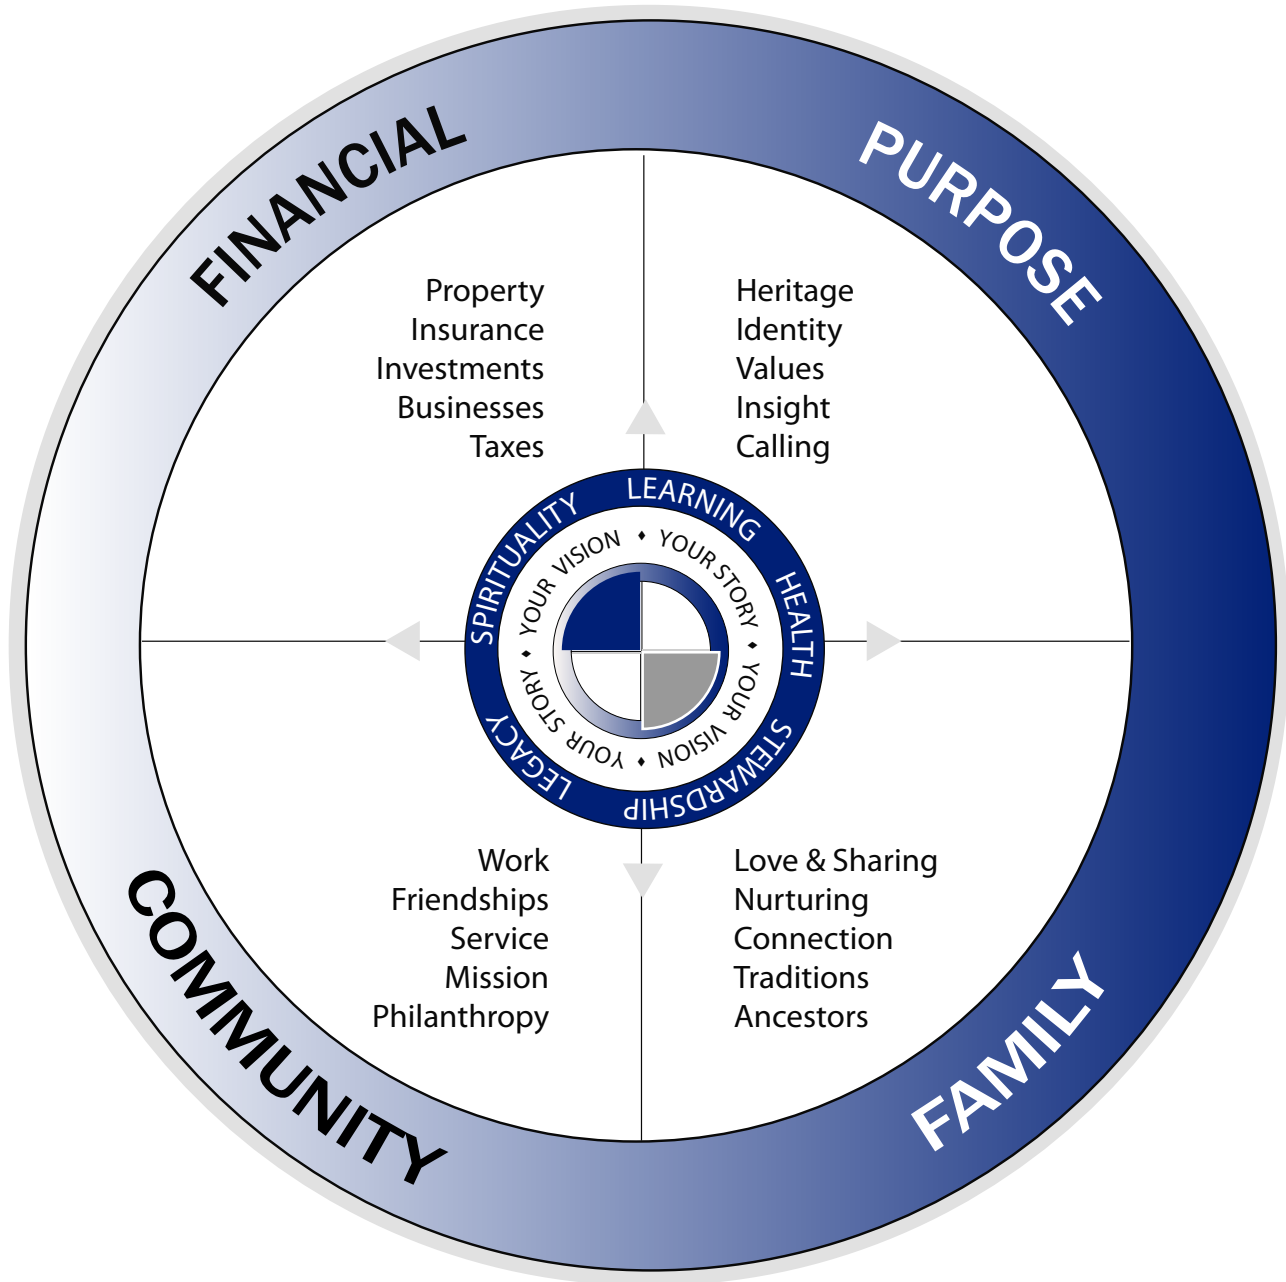 FINANCIAL
PURPOSE
Property
Insurance
Investments
Businesses
Taxes
Heritage
Identity
Values
Insight
Calling
SPIRITUALITY
LEARNING
HEALTH
STEWARDSHIP
LEGACY
YOUR VISION ♦ YOUR STORY ♦ YOUR VISION ♦ YOUR STORY ♦
Work
Friendships
Service
Mission
Philanthropy
Love & Sharing
Nurturing
Connection
Traditions
Ancestors
COMMUNITY
FAMILY